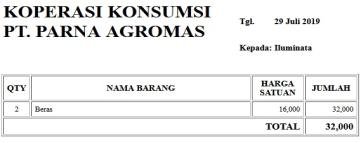 KOPERASI KONSUMSI
PT. PARNA AGROMAS
Tgl. 29 Juli 2019
Kepada: Iluminata
QTY NAMA BARANG HARGA SATUAN JUMLAH
2 Beras 16,000 32,000
TOTAL 32,000